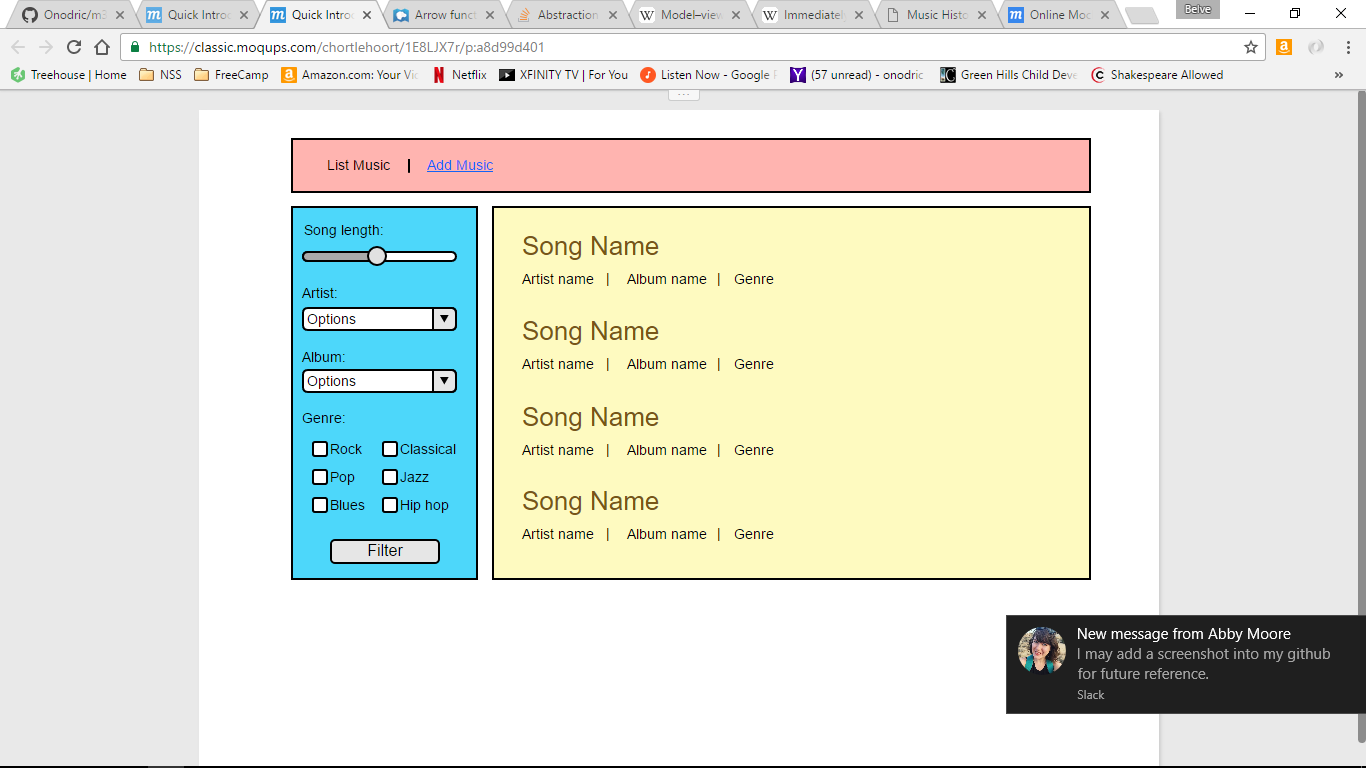 Onodric/m3
Quick Introc
Quick Introc
Arrow funct
Abstraction
Model–view
Immediately
Music Histo
Online Moc
Beive
https://classic.moqups.com/chortlehoort/1E8LJX7r/p:a8d99d401
Treehouse | Home
NSS
FreeCamp
Amazon.com: Your Vi
Netflix
XFINITY TV | For You
Listen Now - Google
(57 unread) - onodric
Green Hills Child Deve
Shakespeare Allowed
»
List Music | Add Music
Song length:
Artist:
Options
Album:
Options
Genre:
Rock Classical
Pop Jazz
Blues Hip hop
Filter
Song Name
Artist name | Album name | Genre
Song Name
Artist name | Album name | Genre
Song Name
Artist name | Album name | Genre
Song Name
Artist name | Album name | Genre
New message from Abby Moore
I may add a screenshot into my github
for future reference.
Slack